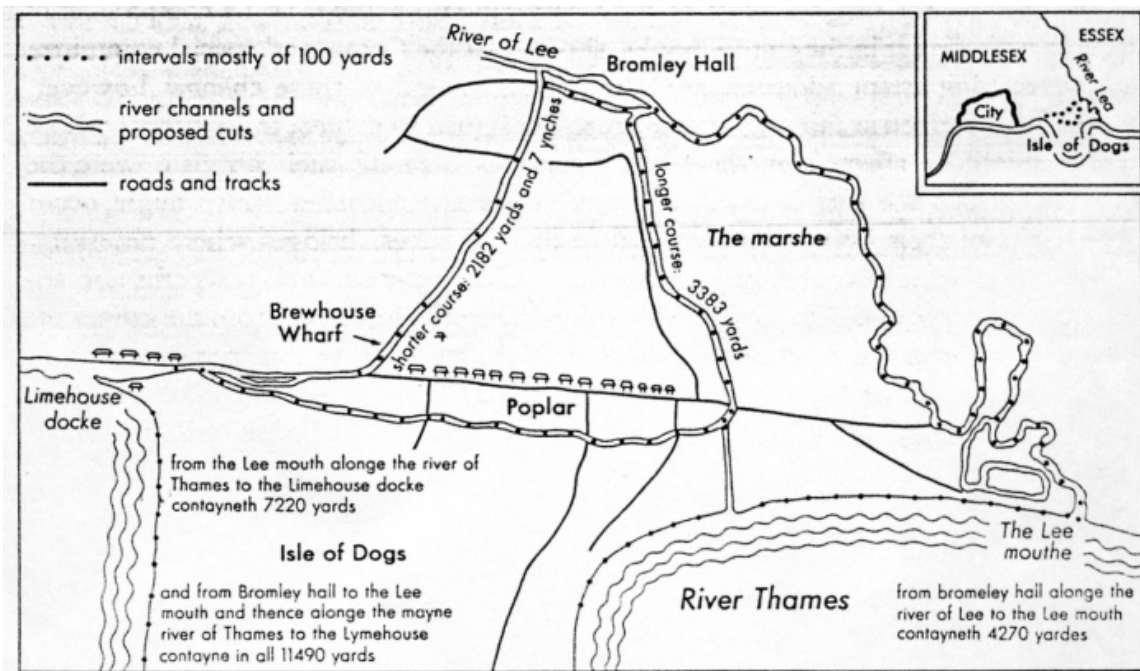 intervals mostly of 100 yards
river channels and
proposed cuts
roads and tracks
River of Lee
Bromley Hall
MIDDLESEX
ESSEX
River Lea
City
Isle of Dogs
shorter course: 2182 yards and 7 ynches
longer course: 3383 yards
The marshe
Brewhouse
Wharf
Limehouse
docke
Poplar
from the Lee mouth alonge the river of
Thames to the Limehouse docke
contayneth 7220 yards
Isle of Dogs
and from Bromley hall to the Lee
mouth and thence alonge the mayne
river of Thames to the Lymehouse
contayne in all 11490 yards
River Thames
The Lee
mouthe
from bromeley hall alonge the
river of Lee to the Lee mouth
contayneth 4270 yardes